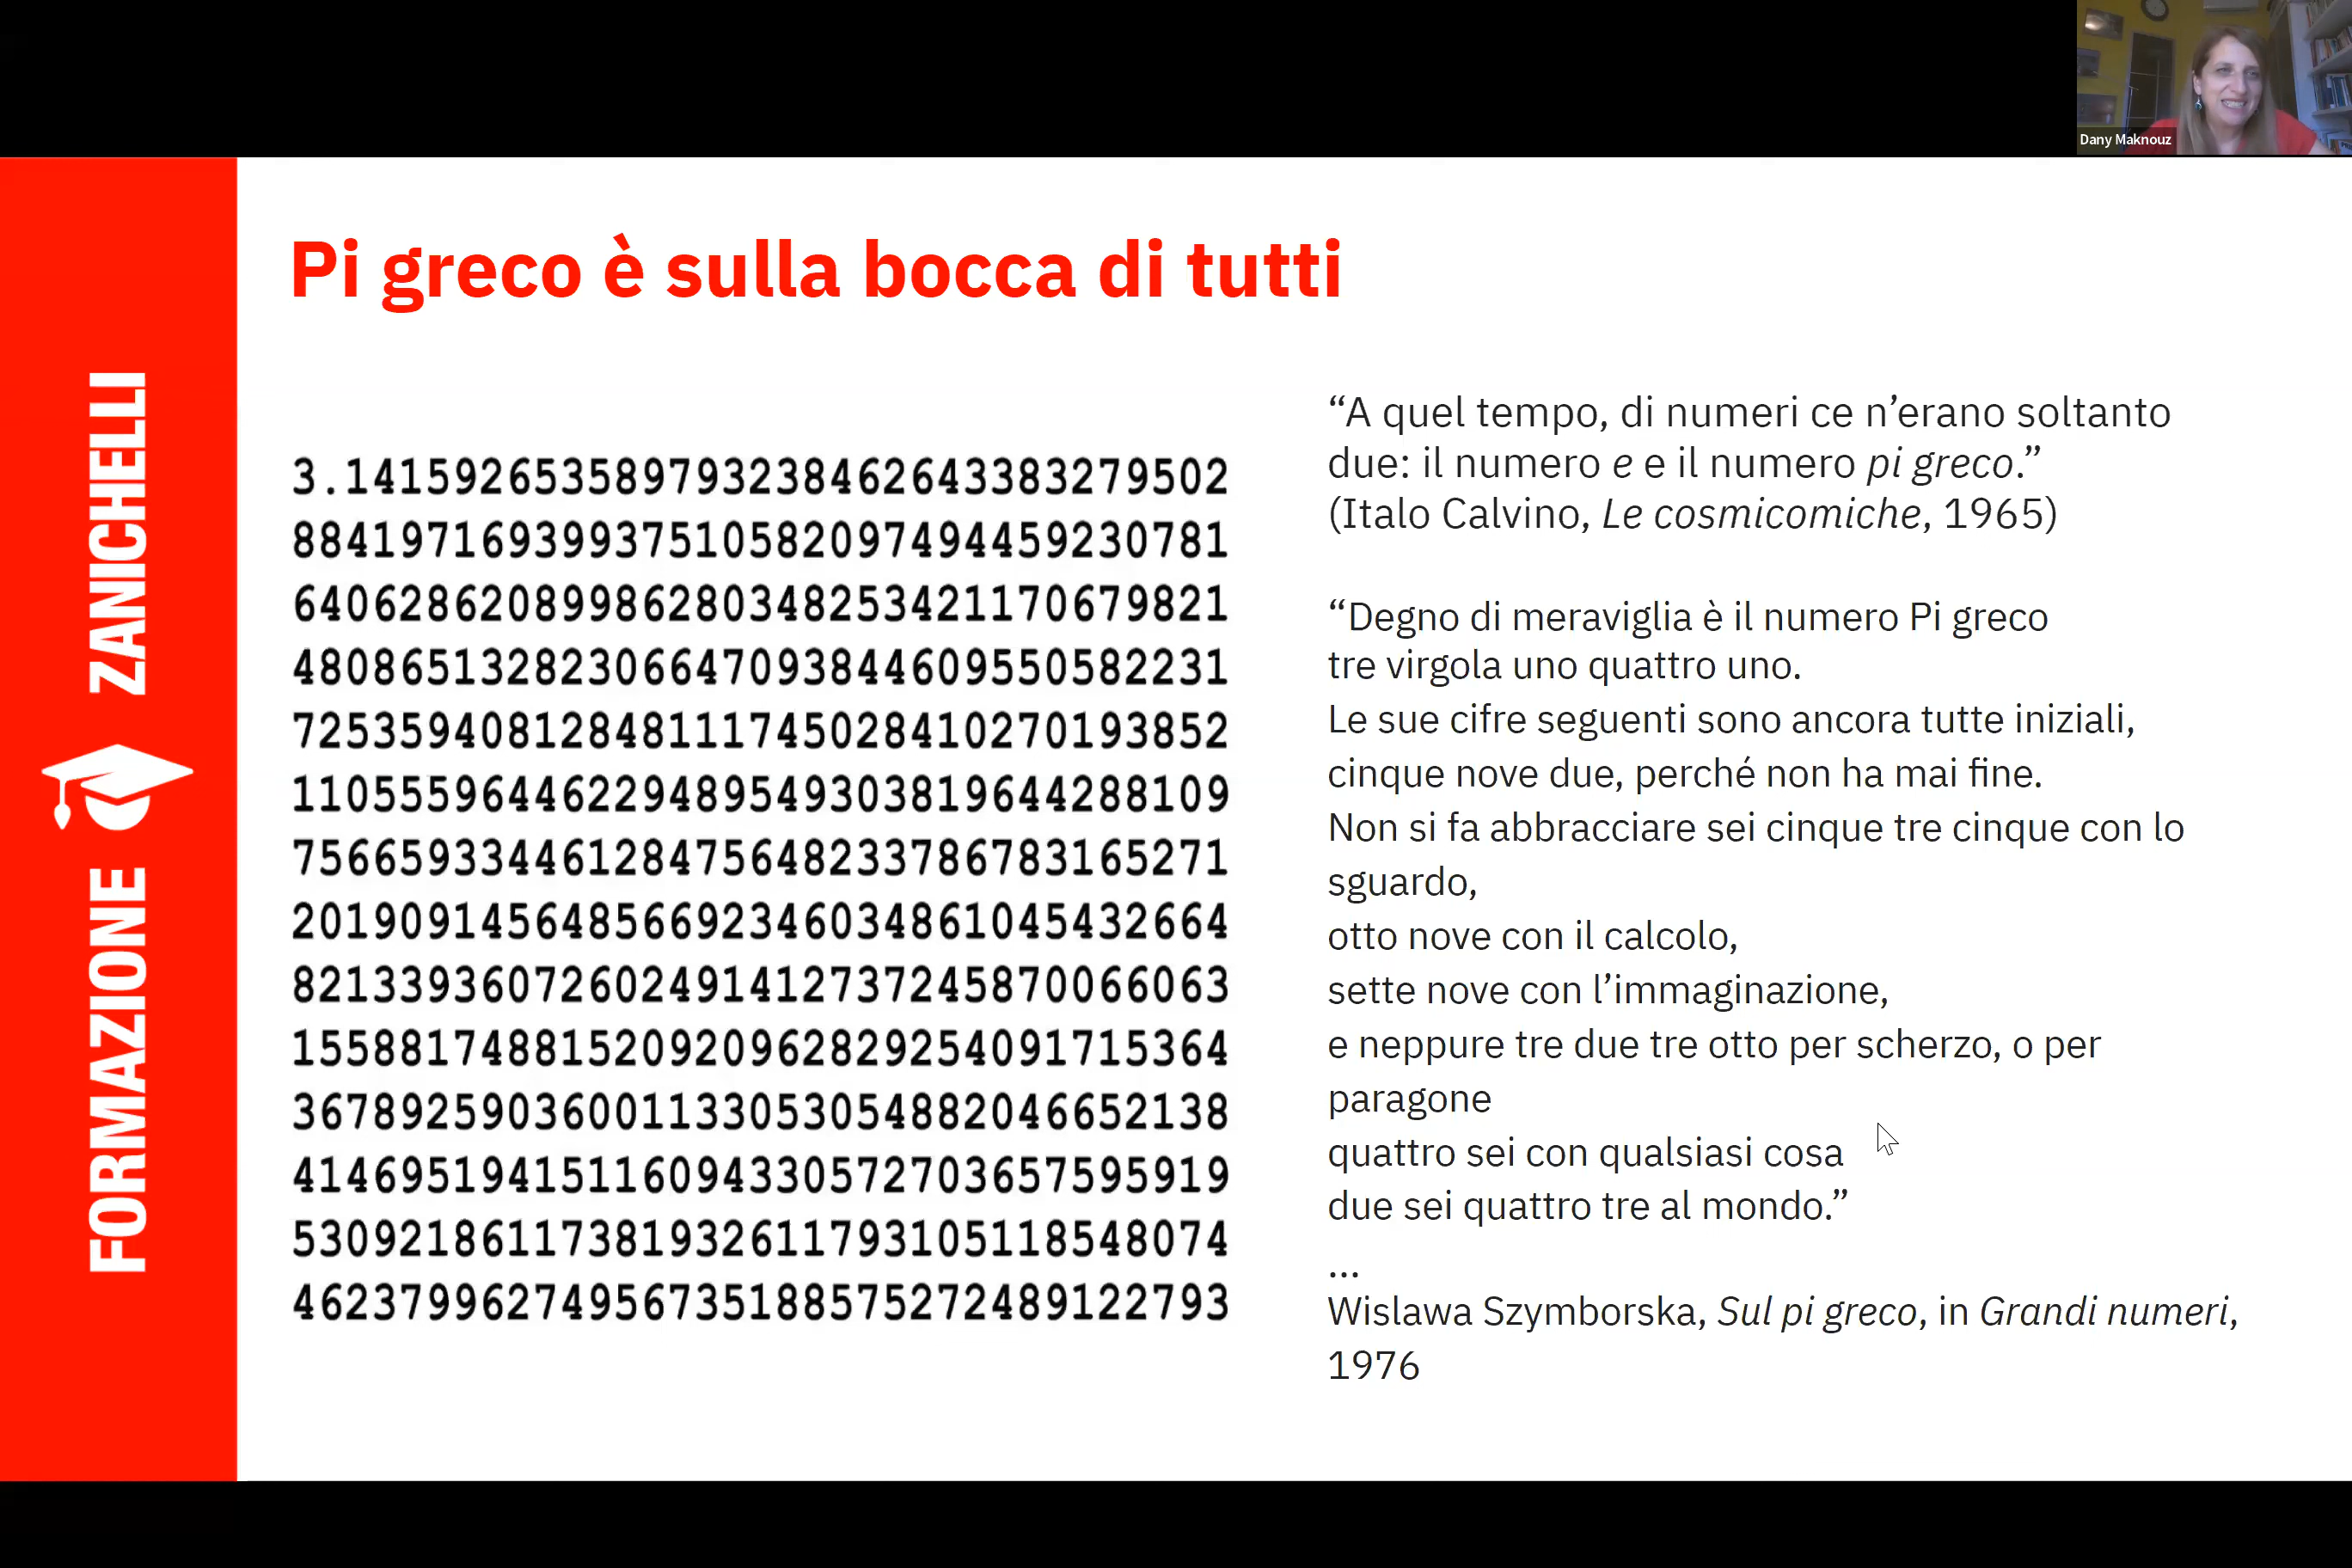 Dany Maknouz
FORMAZIONE ZANICHELLI
Pi greco è sulla bocca di tutti
3.141592653589793238462643383279502
88419716939937510582097494459230781
64062862089986280348253421170679821
48086513282306647093844609550582231
72535940812848111745028410270193852
11055596446229489549303819644288109
75665933446128475648233786783165271
20190914564856692346034861045432664
82133936072602491412737245870066063
15588174881520920962829254091715364
36789259036001133053054882046652138
41469519415116094330572703657595919
53092186117381932611793105118548074
46237996274956735188575272489122793
“A quel tempo, di numeri ce n’erano soltanto
due: il numero e e il numero pi greco.”
(Italo Calvino, Le cosmicomiche, 1965)
“Degno di meraviglia è il numero Pi greco
tre virgola uno quattro uno.
Le sue cifre seguenti sono ancora tutte iniziali,
cinque nove due, perché non ha mai fine.
Non si fa abbracciare sei cinque tre cinque con lo
sguardo,
otto nove con il calcolo,
sette nove con l’immaginazione,
e neppure tre due tre otto per scherzo, o per
paragone
quattro sei con qualsiasi cosa
due sei quattro tre al mondo.”
...
Wislawa Szymborska, Sul pi greco, in Grandi numeri,
1976